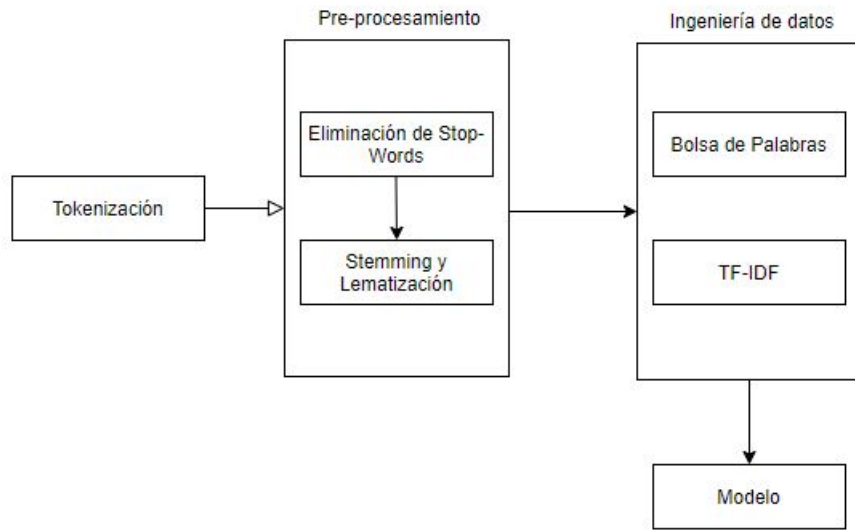 Pre-procesamiento
Ingeniería de datos
Eliminación de Stop-
Words
Bolsa de Palabras
Tokenización
Stemming y
Lematización
TF-IDF
Modelo